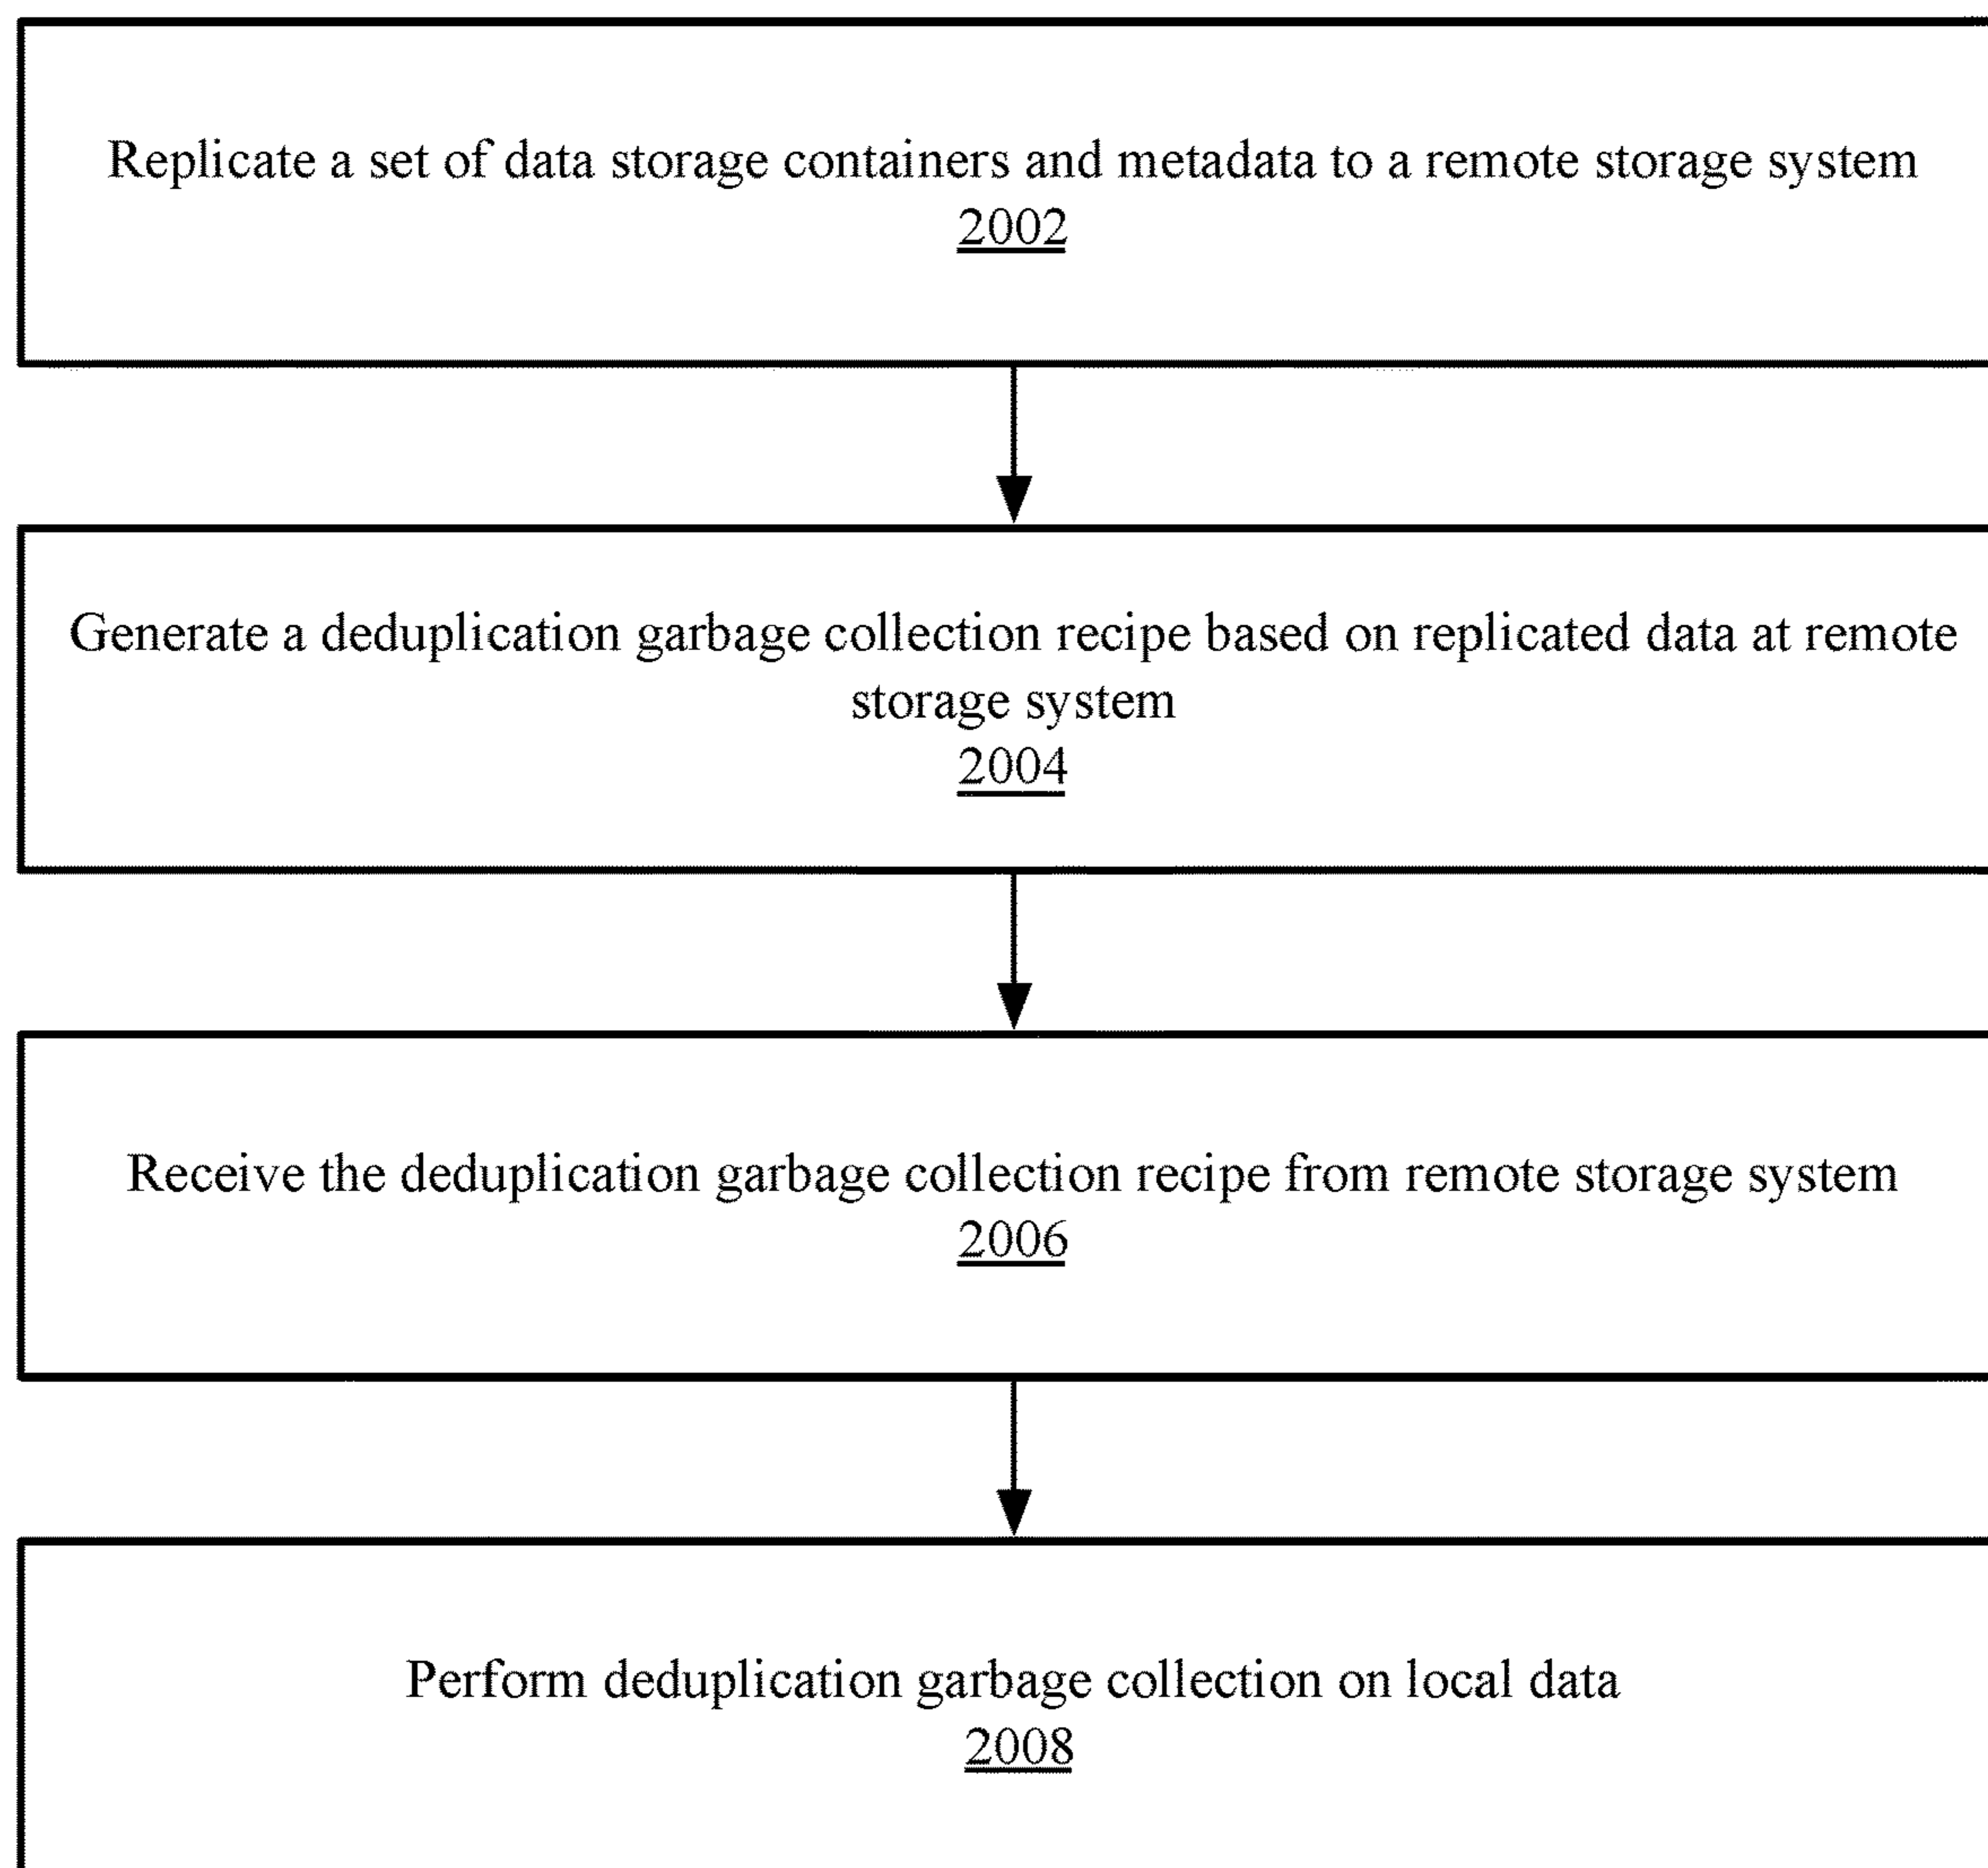 Replicate a set of data storage containers and metadata to a remote storage system
2002
Generate a deduplication garbage collection recipe based on replicated data at remote
storage system
2004
Receive the deduplication garbage collection recipe from remote storage system
2006
Perform deduplication garbage collection on local data
2008